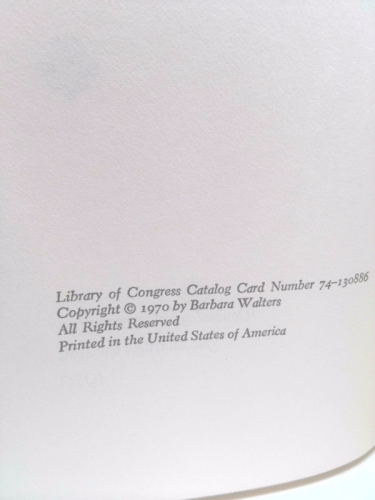 Library of Congress Catalog Card Number 74–130886
Copyright © 1970 by Barbara Walters
All Rights Reserved
Printed in the United States of America